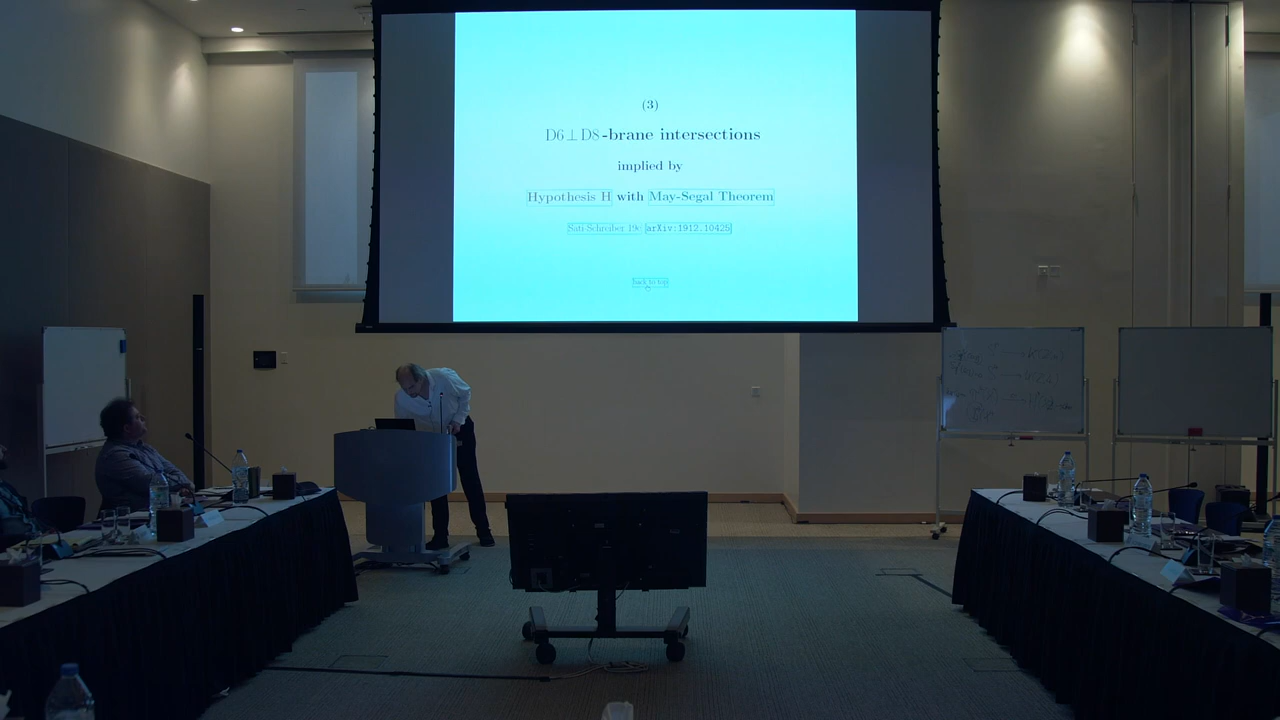 (3)
D6⊥D8-brane intersections
implied by
Hypothesis H with May-Segal Theorem
Sati-Schreiber 19c [arXiv:1912.10425]
back to top